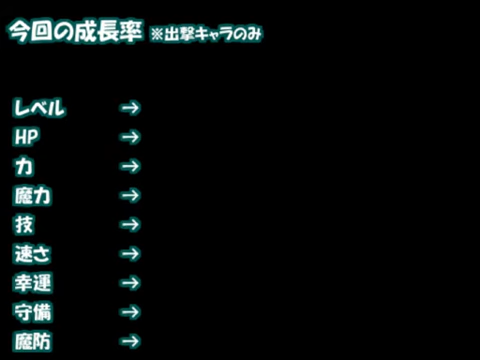 今回の成長率 ※出撃キャラのみ
レベル →
HP →
力 →
魔力 →
技 →
速さ →
幸運 →
守備 →
魔防 →